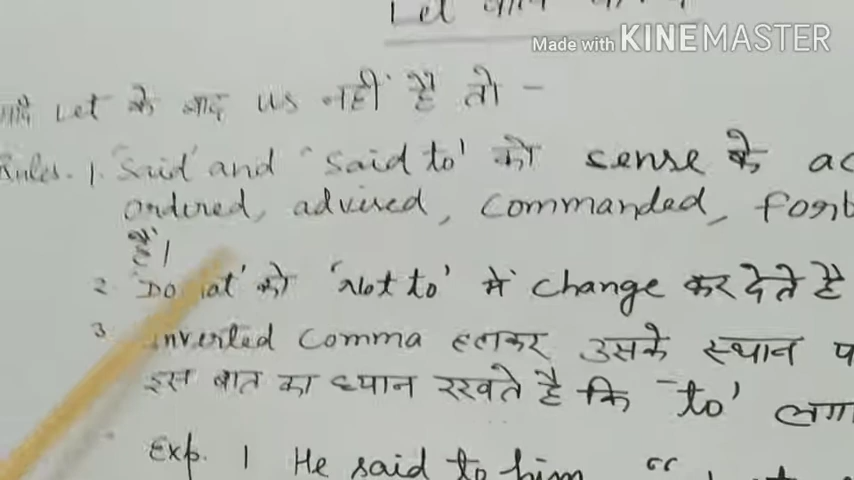 Let वाले
Made with KINEMASTER
यदि Let के बाद us नहीं है तो -
Rules. 1. 'Said' and 'said to' को sense के
ordered, advised, commanded,
हैं।
2 'Do को 'Not to' में change कर देते है
3 Inverted comma हटाकर उसके स्थान
इस बात का ध्यान रखते है कि 'to'
Exp. 1 He said to him "